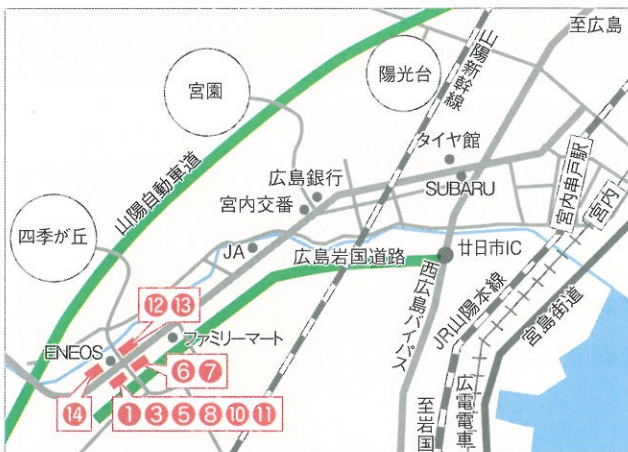 至広島
山陽新幹線
陽光台
宮園
タイヤ館
広島銀行
SUBARU
宮内交番
宮内串戸駅
宮内
山陽自動車道
四季が丘
JA
広島岩国道路
廿日市IC
西広島バイパス
JR山陽本線
宮島街道
⑫⑬
ENEOS
ファミリーマート
⑥⑦
⑭
①③⑤⑧⑩⑪
至岩国
広電電車